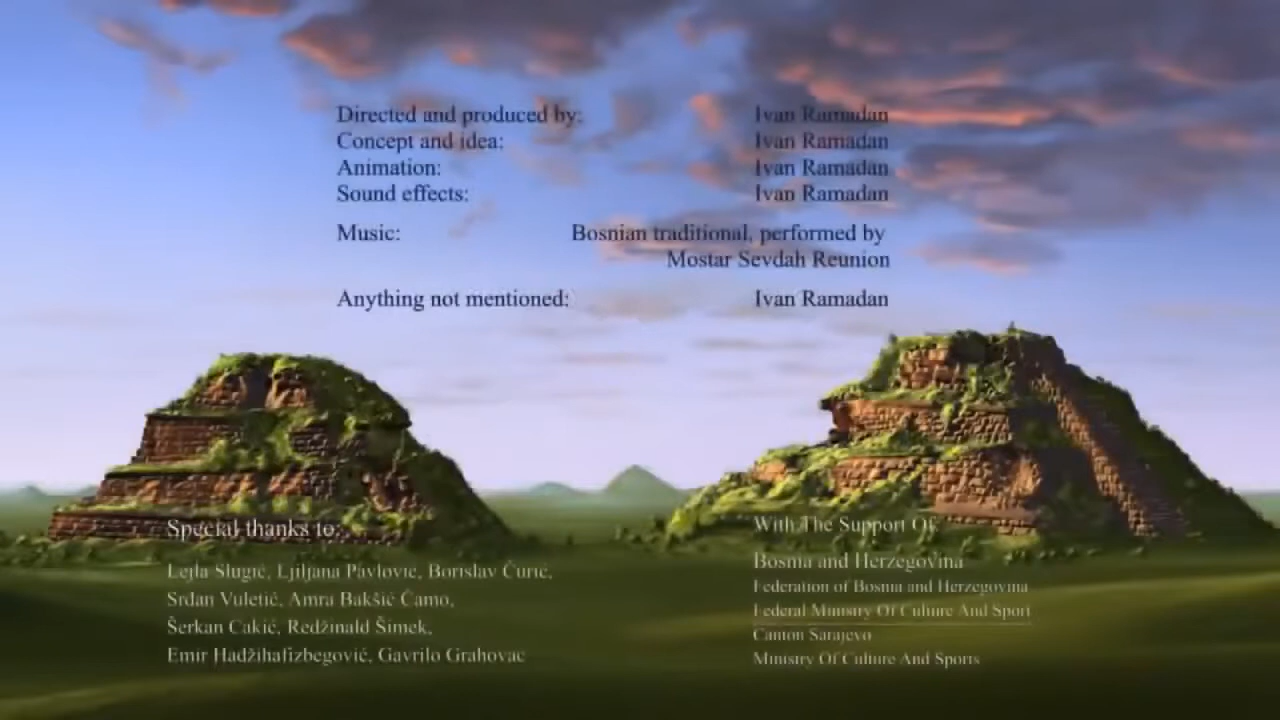 Directed and produced by: Ivan Ramadan
Concept and idea: Ivan Ramadan
Animation: Ivan Ramadan
Sound effects: Ivan Ramadan
Music: Bosnian traditional, performed by
Mostar Sevdah Reunion
Anything not mentioned: Ivan Ramadan
Special thanks to:
Lejla Slugić, Ljiljana Pavlović, Borislav Ćurić,
Srđan Vuletić, Amra Bakšić Čamo,
Šerkan Cakić, Redžinald Šimek,
Emir Hadžihafizbegović, Gavrilo Grahovac
With The Support Of:
Bosnia and Herzegovina
Federation of Bosnia and Herzegovina
Federal Ministry Of Culture And Sport
Canton Sarajevo
Ministry Of Culture And Sports